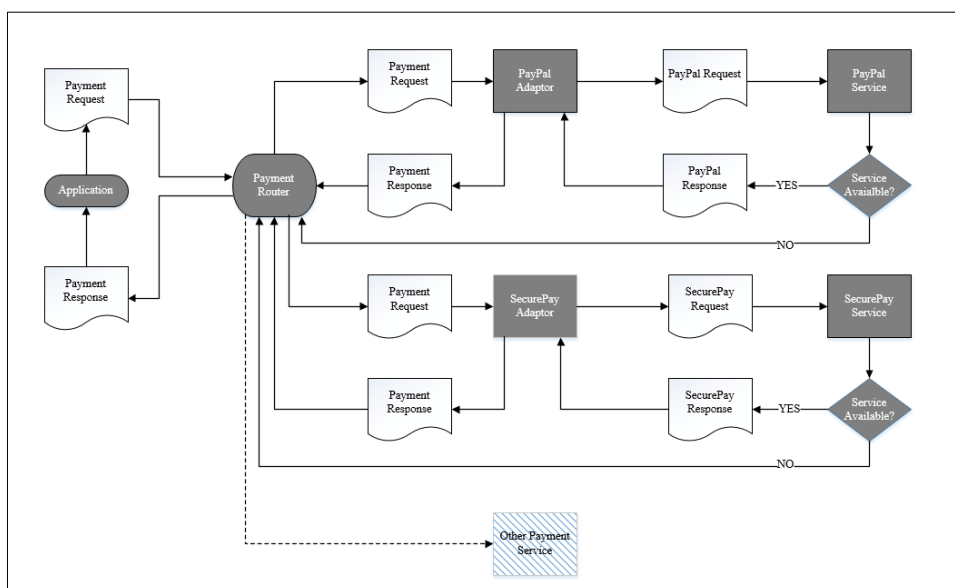 Payment
Request
Application
Payment
Response
Payment
Router
Payment
Request
PayPal
Adaptor
PayPal Request
PayPal
Service
Payment
Response
PayPal
Response
YES
Service
Avaialble?
NO
Payment
Request
SecurePay
Adaptor
SecurePay
Request
SecurePay
Service
Payment
Response
SecurePay
Response
YES
Service
Available?
NO
Other Payment
Service